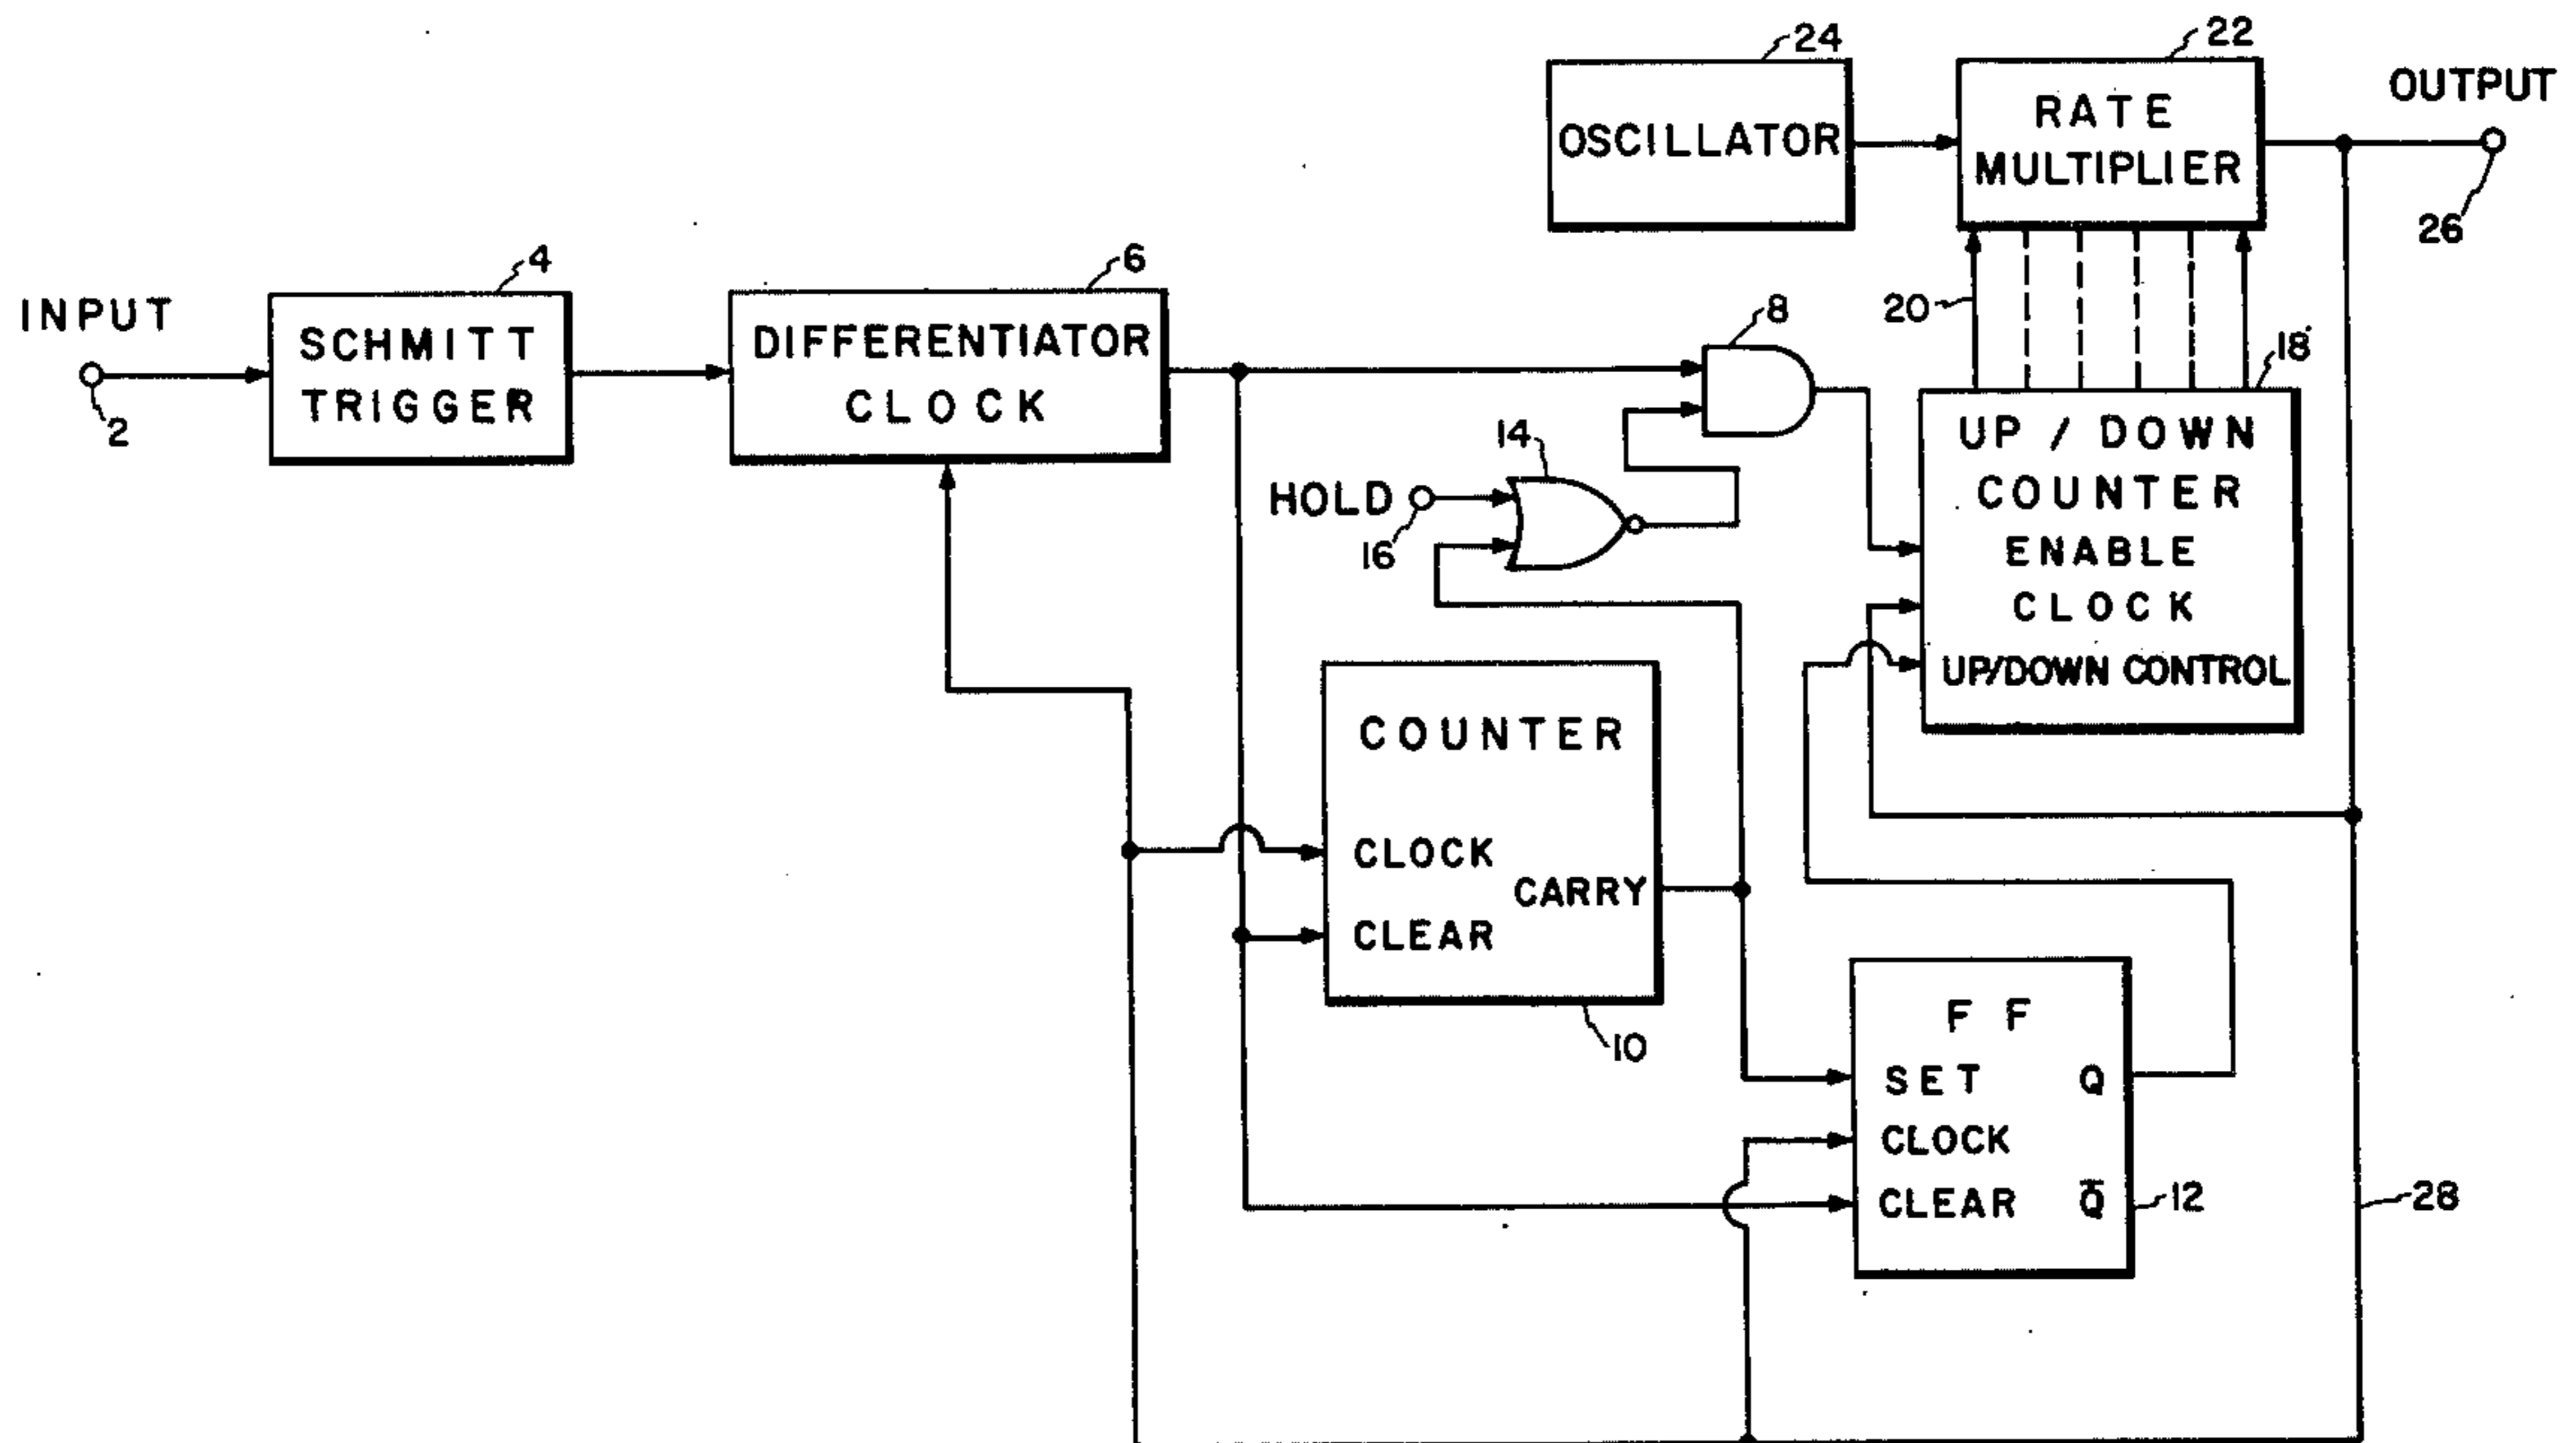 24
22
OUTPUT
OSCILLATOR
RATE
MULTIPLIER
26
INPUT
2
4
SCHMITT
TRIGGER
6
DIFFERENTIATOR
CLOCK
8
20
18
14
HOLD
16
UP / DOWN
COUNTER
ENABLE
CLOCK
UP/DOWN CONTROL
COUNTER
CLOCK
CARRY
CLEAR
10
F F
SET Q
CLOCK
CLEAR Q̅
12
28